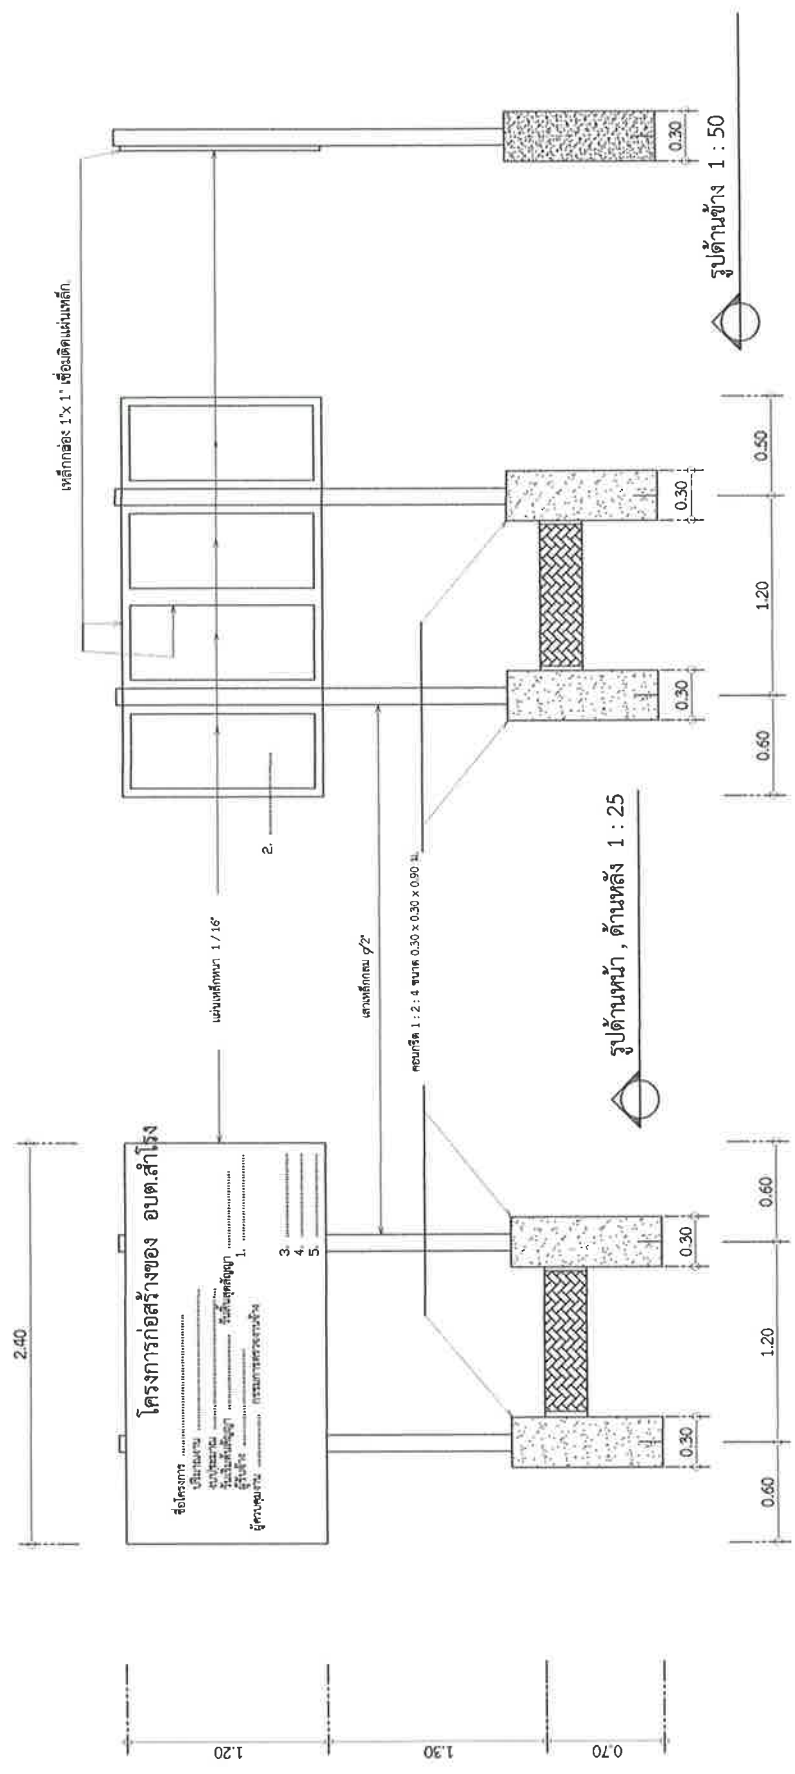 2.40
โครงการก่อสร้างของ อบต.สำโรง
ชื่อโครงการ ........................................
ปริมาณงาน ........................................
งบประมาณ ........................................
วันเริ่มต้นสัญญา ........................ วันสิ้นสุดสัญญา ........................
ผู้รับจ้าง ........................ 1. ........................
ผู้ควบคุมงาน ................ กรรมการตรวจงานจ้าง
3. ........................
4. ........................
5. ........................
1.20
1.30
0.70
0.30
0.30
0.60
1.20
0.60
แผ่นเหล็กหนา 1 / 16"
เสาเหล็กกลม ø2"
คอนกรีต 1 : 2 : 4 ขนาด 0.30 x 0.30 x 0.90 ม.
รูปด้านหน้า , ด้านหลัง 1 : 25
เหล็กกล่อง 1"x 1" เชื่อมติดแผ่นเหล็ก
2.
0.30
0.30
0.60
1.20
0.60
0.30
รูปด้านข้าง 1 : 50